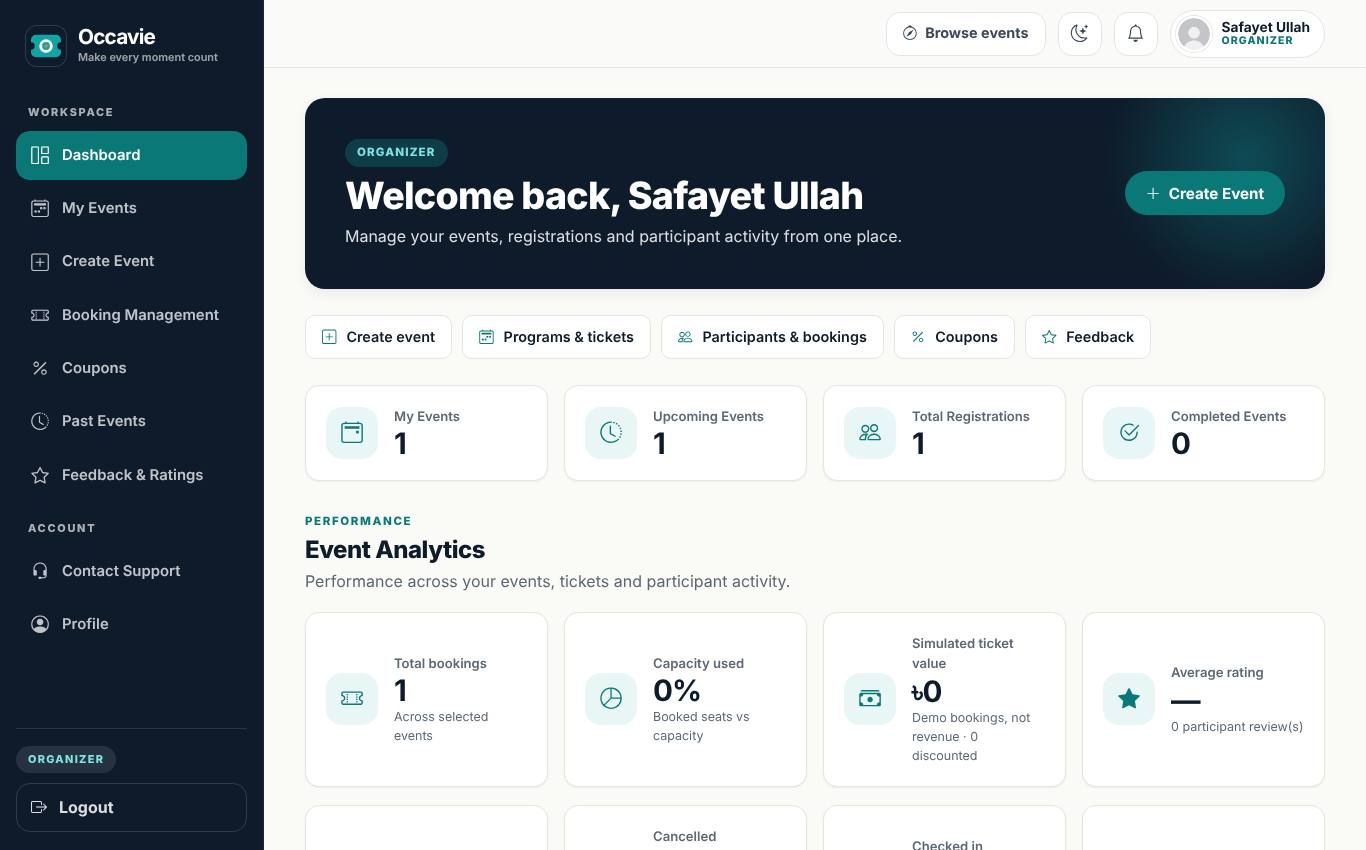 Occavie
Make every moment count
WORKSPACE
Dashboard
My Events
Create Event
Booking Management
Coupons
Past Events
Feedback & Ratings
ACCOUNT
Contact Support
Profile
ORGANIZER
Logout
Browse events
Safayet Ullah
ORGANIZER
ORGANIZER
Welcome back, Safayet Ullah
Manage your events, registrations and participant activity from one place.
Create Event
Create event
Programs & tickets
Participants & bookings
Coupons
Feedback
My Events
1
Upcoming Events
1
Total Registrations
1
Completed Events
0
PERFORMANCE
Event Analytics
Performance across your events, tickets and participant activity.
Total bookings
1
Across selected
events
Capacity used
0%
Booked seats vs
capacity
Simulated ticket
value
৳0
Demo bookings, not
revenue · 0
discounted
Average rating
—
0 participant review(s)
Cancelled
Checked in